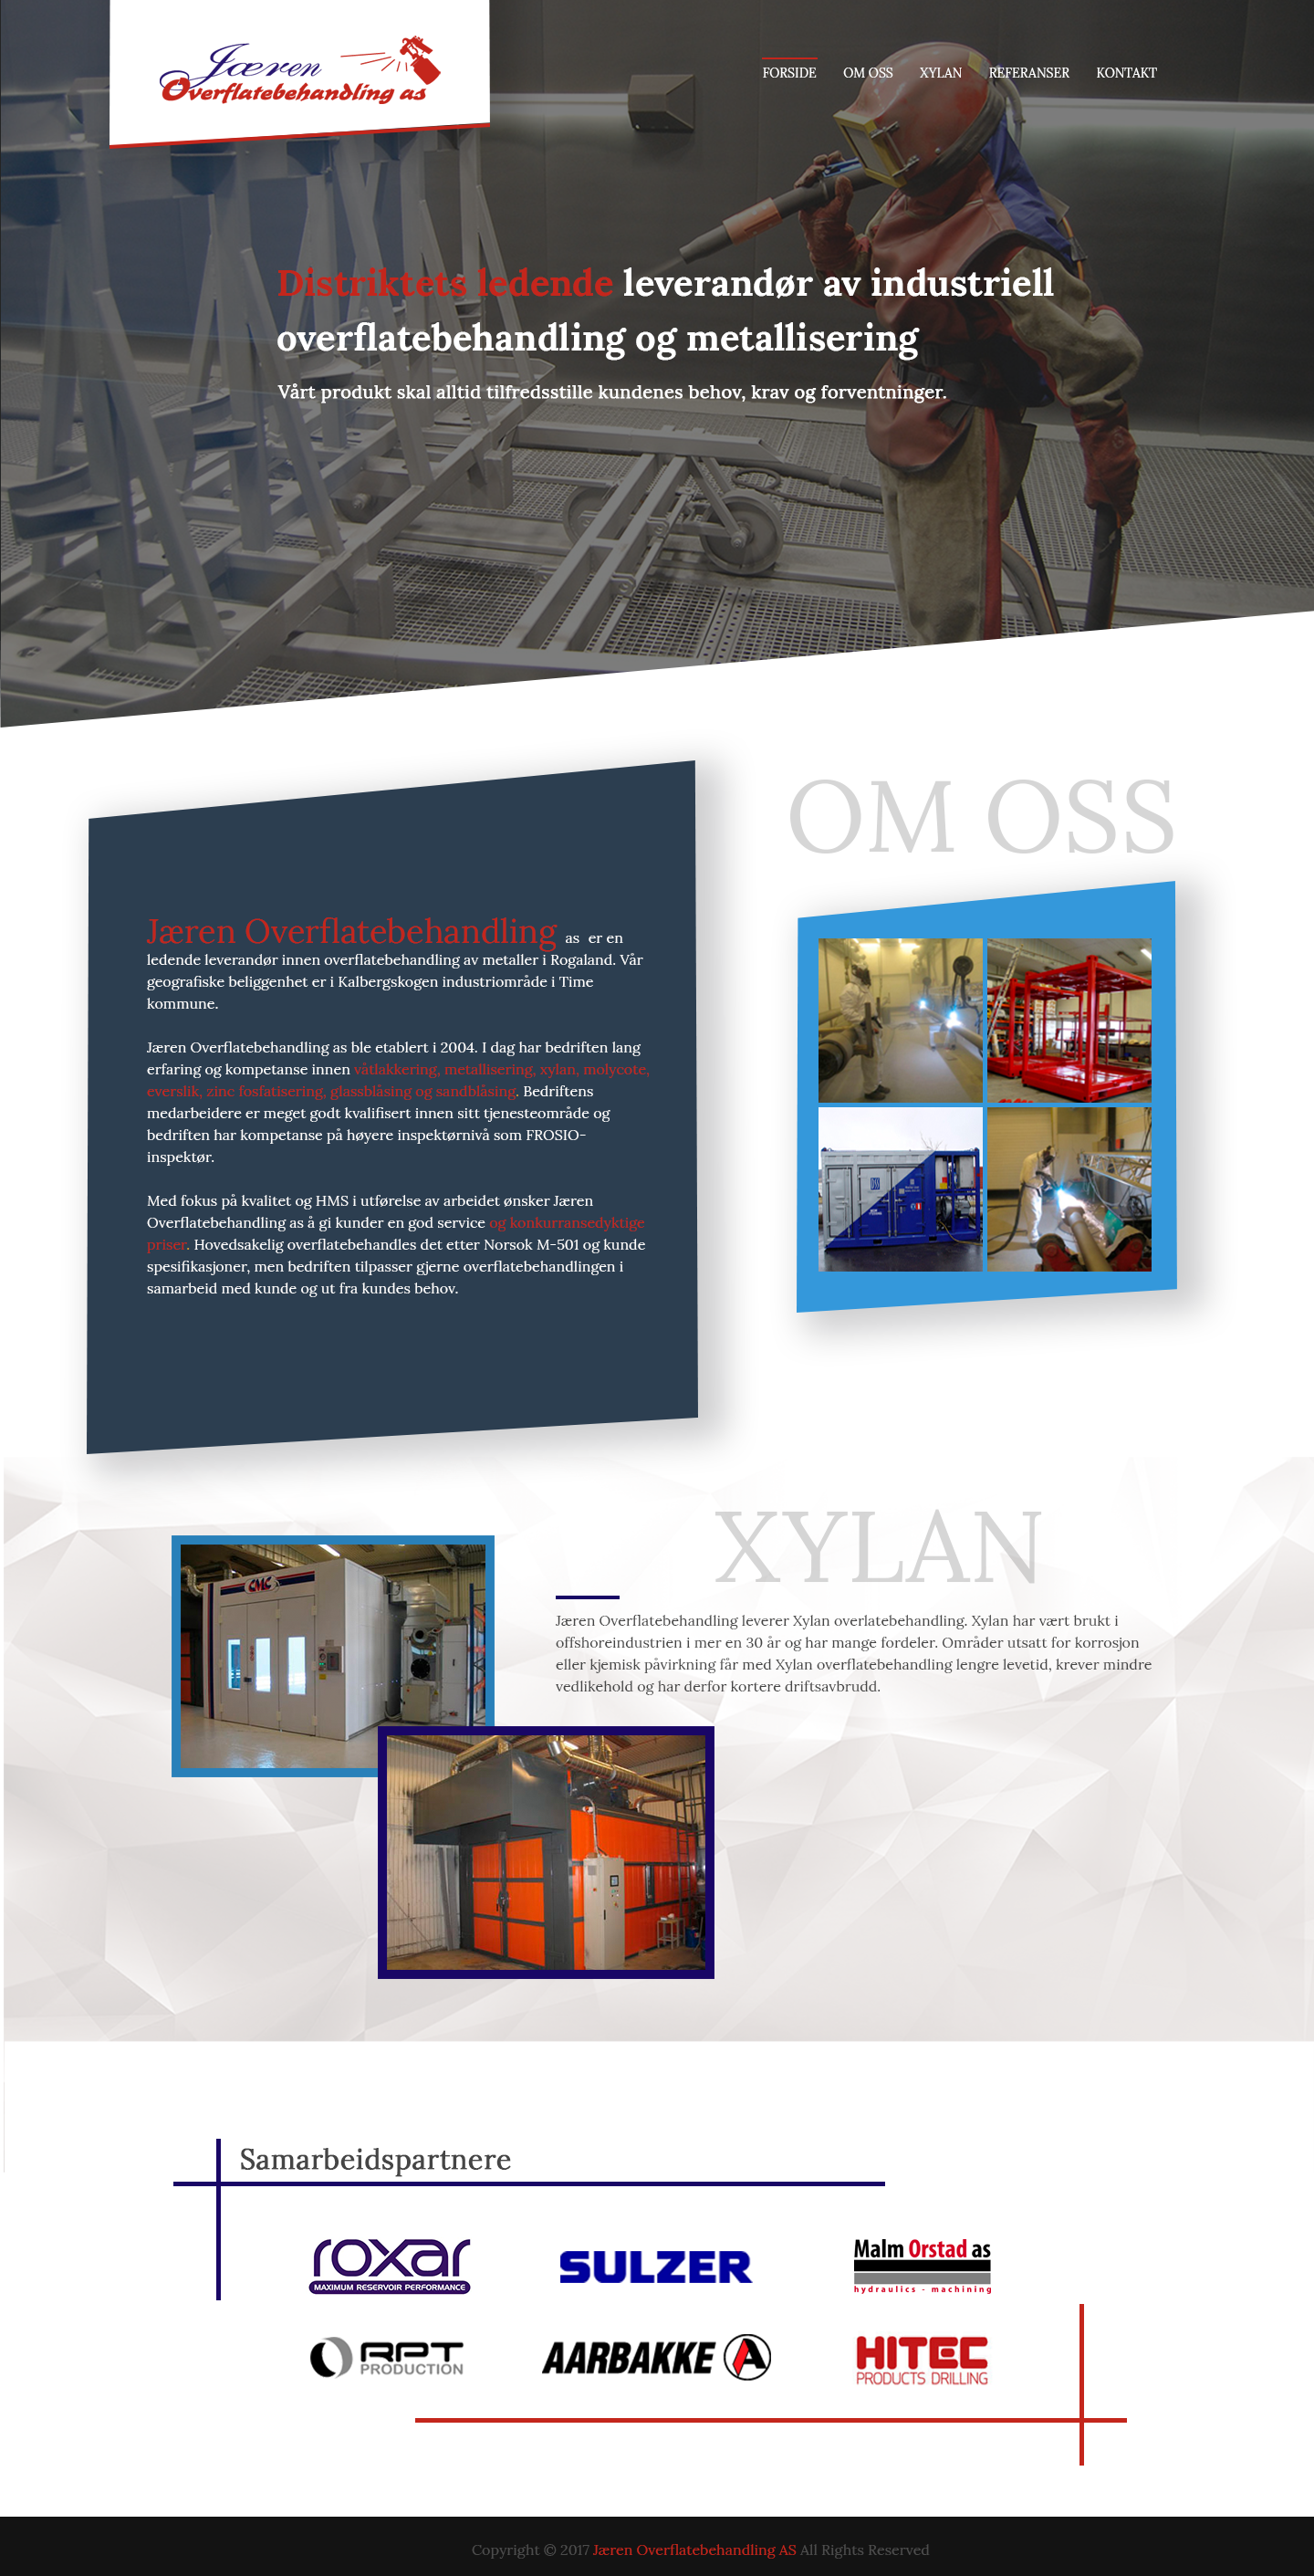 Jæren
Overflatebehandling as
FORSIDE OM OSS XYLAN REFERANSER KONTAKT
Distriktets ledende leverandør av industriell
overflatebehandling og metallisering
Vårt produkt skal alltid tilfredsstille kundenes behov, krav og forventninger.
OM OSS
Jæren Overflatebehandling as er en
ledende leverandør innen overflatebehandling av metaller i Rogaland. Vår
geografiske beliggenhet er i Kalbergskogen industriområde i Time
kommune.
Jæren Overflatebehandling as ble etablert i 2004. I dag har bedriften lang
erfaring og kompetanse innen våtlakkering, metallisering, xylan, molycote,
everslik, zinc fosfatisering, glassblåsing og sandblåsing. Bedriftens
medarbeidere er meget godt kvalifisert innen sitt tjenesteområde og
bedriften har kompetanse på høyere inspektørnivå som FROSIO-
inspektør.
Med fokus på kvalitet og HMS i utførelse av arbeidet ønsker Jæren
Overflatebehandling as å gi kunder en god service og konkurransedyktige
priser. Hovedsakelig overflatebehandles det etter Norsok M-501 og kunde
spesifikasjoner, men bedriften tilpasser gjerne overflatebehandlingen i
samarbeid med kunde og ut fra kundes behov.
XYLAN
CMC
Jæren Overflatebehandling leverer Xylan overlatebehandling. Xylan har vært brukt i
offshoreindustrien i mer en 30 år og har mange fordeler. Områder utsatt for korrosjon
eller kjemisk påvirkning får med Xylan overflatebehandling lengre levetid, krever mindre
vedlikehold og har derfor kortere driftsavbrudd.
Samarbeidspartnere
roxar
MAXIMUM RESERVOIR PERFORMANCE
SULZER
Malm Orstad as
hydraulics - machining
RPT
PRODUCTION
AARBAKKE A
HITEC
PRODUCTS DRILLING
Copyright © 2017 Jæren Overflatebehandling AS All Rights Reserved